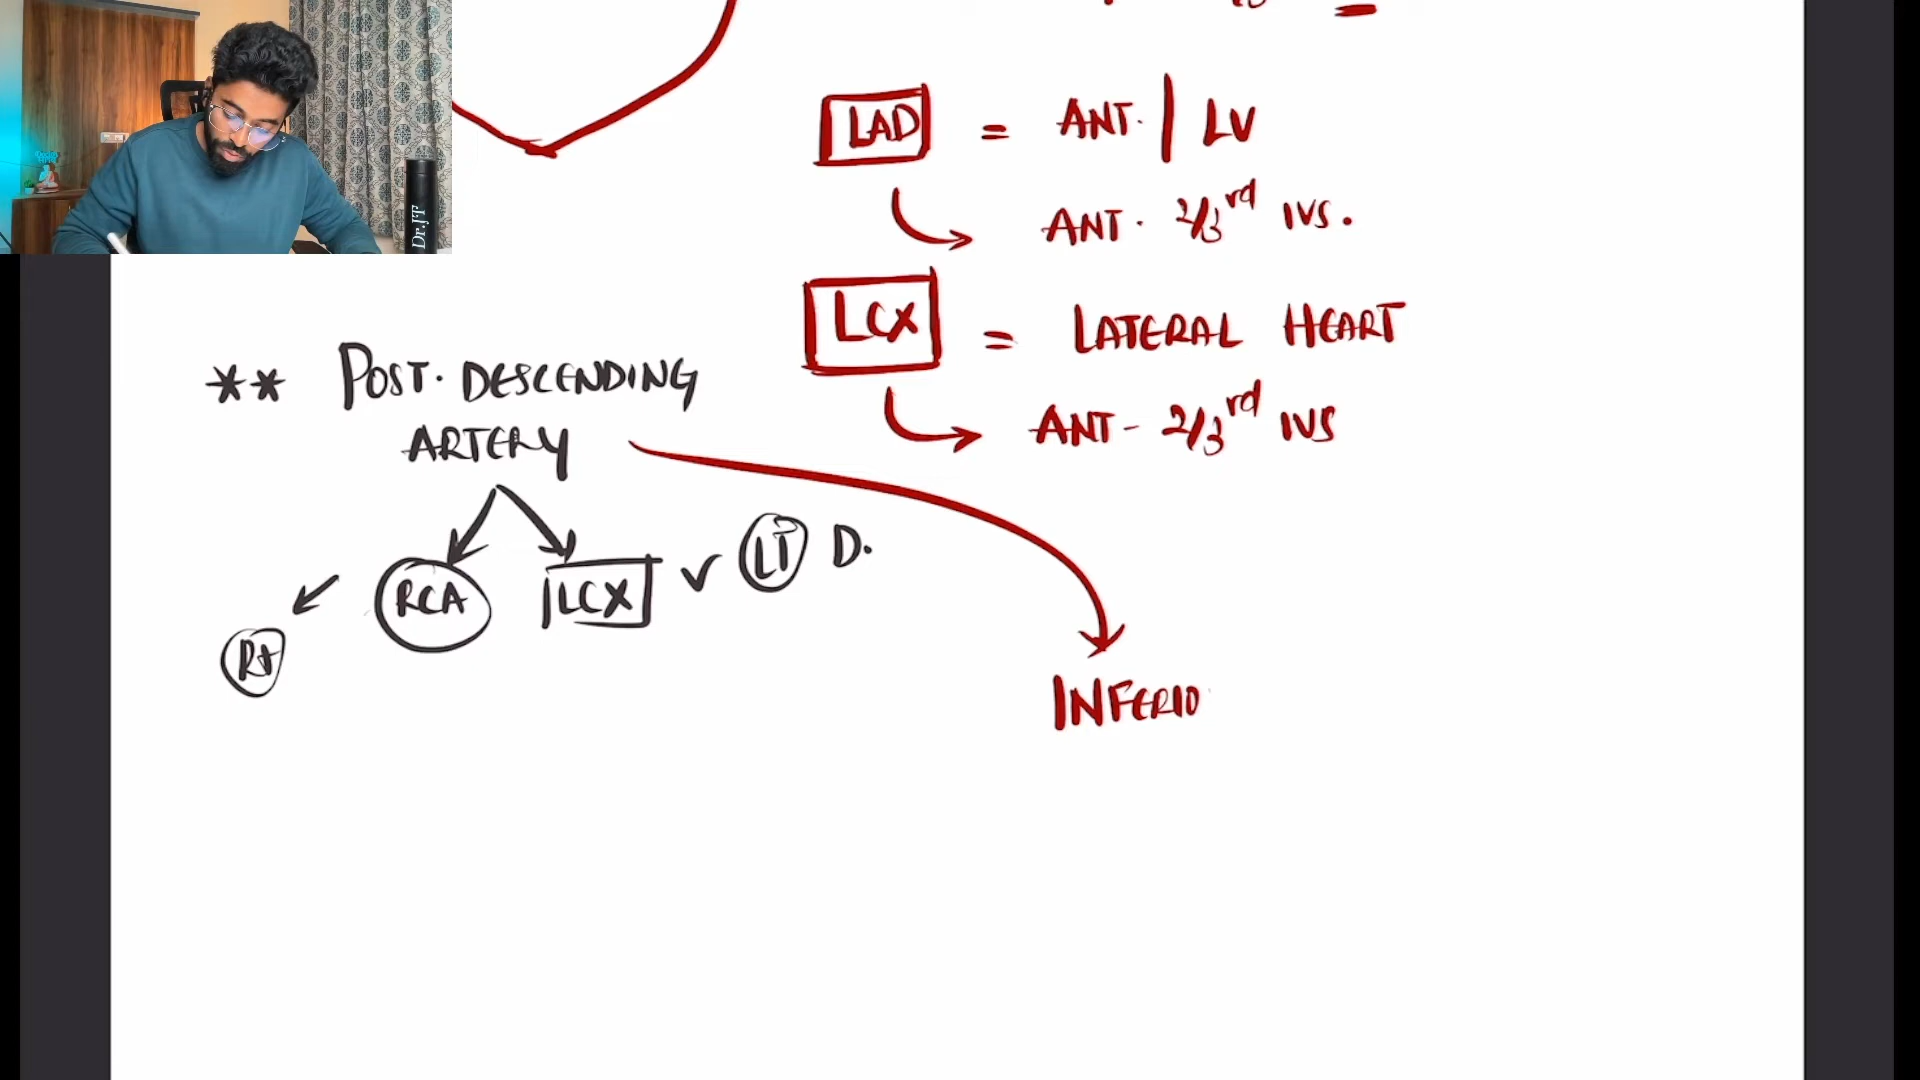 LAD = ANT. | LV
ANT. 2/3rd IVS.
LCX = LATERAL HEART
ANT - 2/3rd IVS
** POST. DESCENDING
ARTERY
RCA LCX ✓ LT D.
Rt
INFERIO
Dr.JT